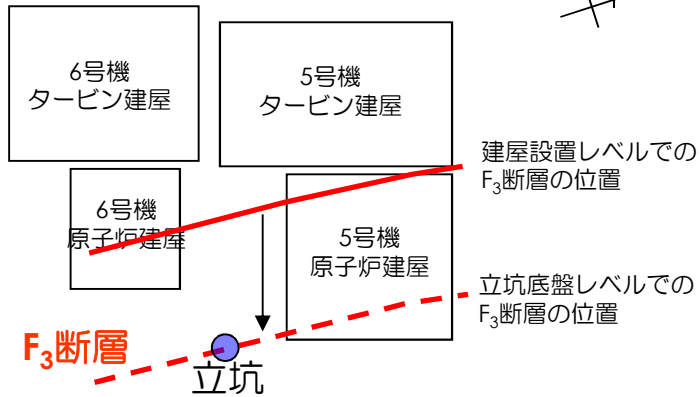 6号機
タービン建屋
5号機
タービン建屋
建屋設置レベルでの
F₃断層の位置
6号機
原子炉建屋
5号機
原子炉建屋
立坑底盤レベルでの
F₃断層の位置
F₃断層
立坑